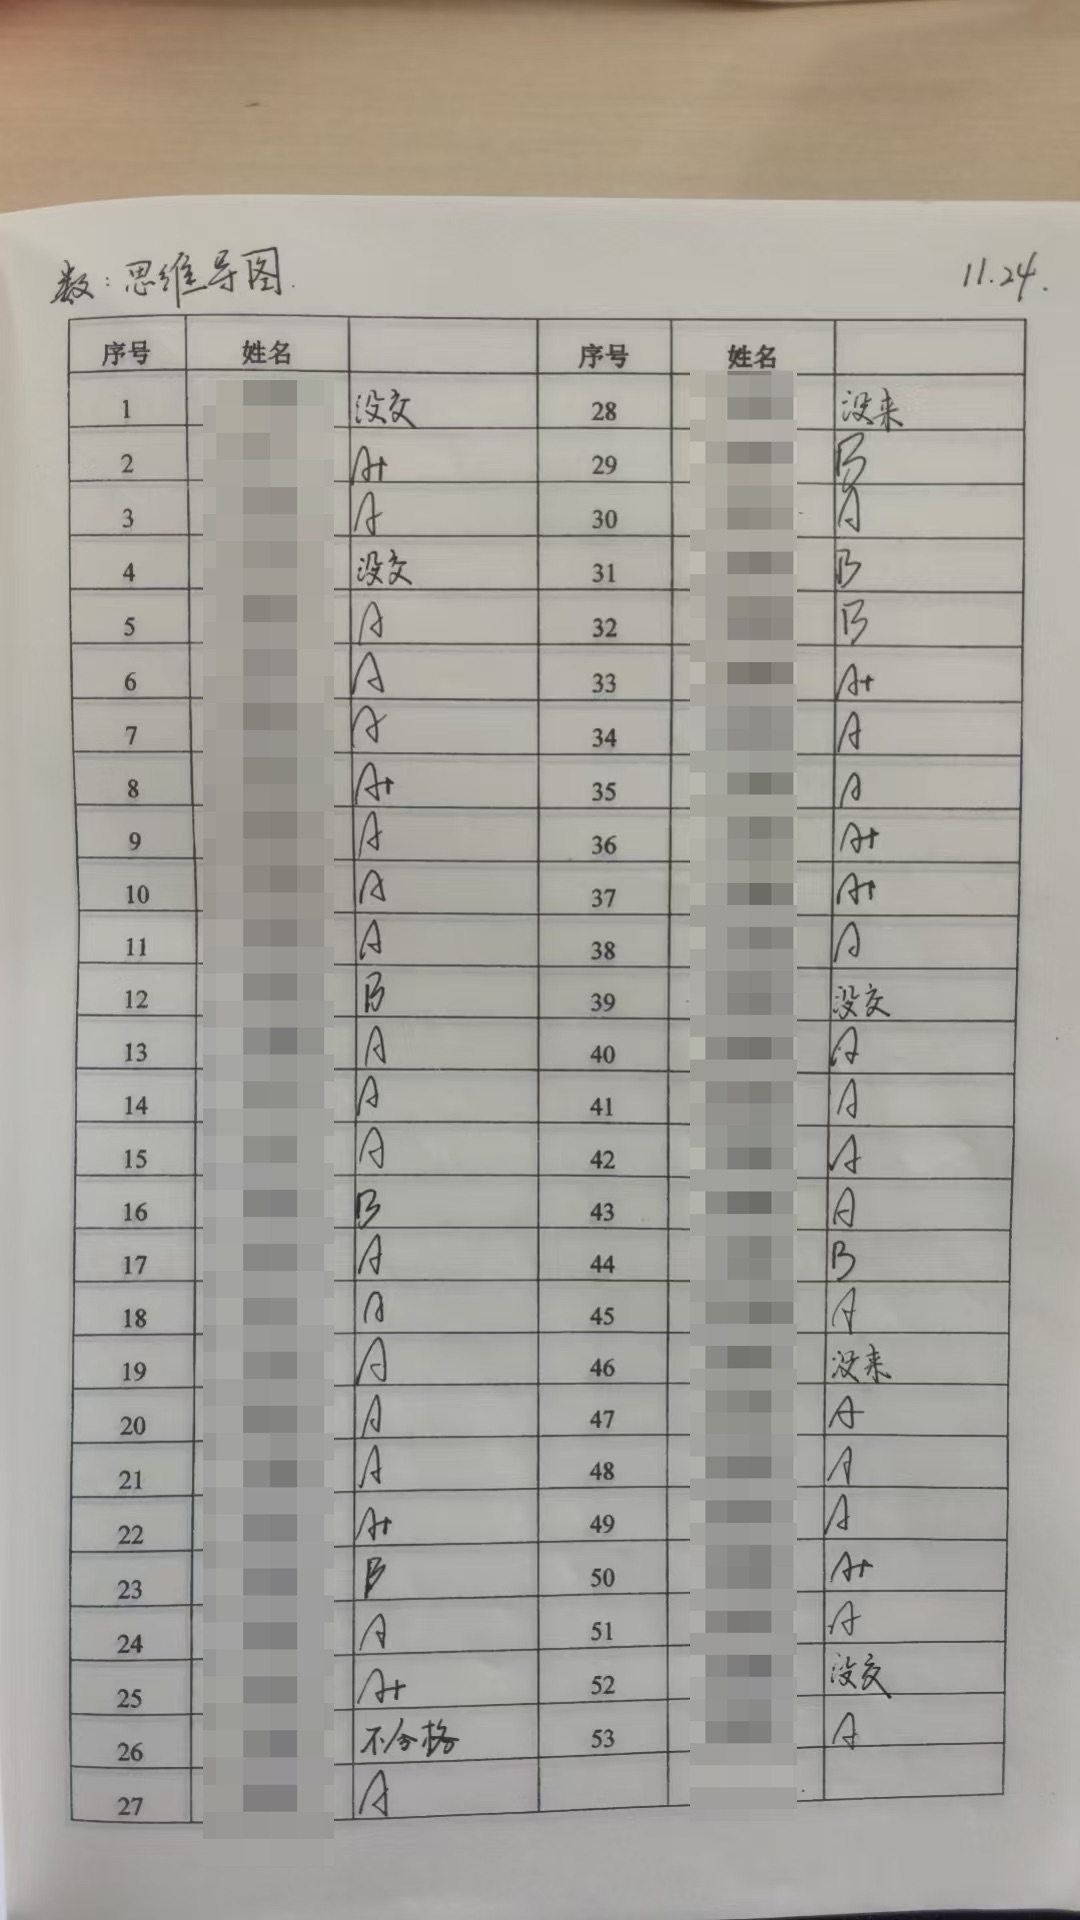 数:思维导图. 11.24.
序号 姓名 序号 姓名
1 没交 28 没来
2 A+ 29 B
3 A 30 A
4 没交 31 B
5 A 32 B
6 A 33 A+
7 A 34 A
8 A+ 35 A
9 A 36 A+
10 A 37 A+
11 A 38 A
12 B 39 没交
13 A 40 A
14 A 41 A
15 A 42 A
16 B 43 A
17 A 44 B
18 A 45 A
19 A 46 没来
20 A 47 A
21 A 48 A
22 A+ 49 A
23 B 50 A+
24 A 51 A
25 A+ 52 没交
26 不合格 53 A
27 A